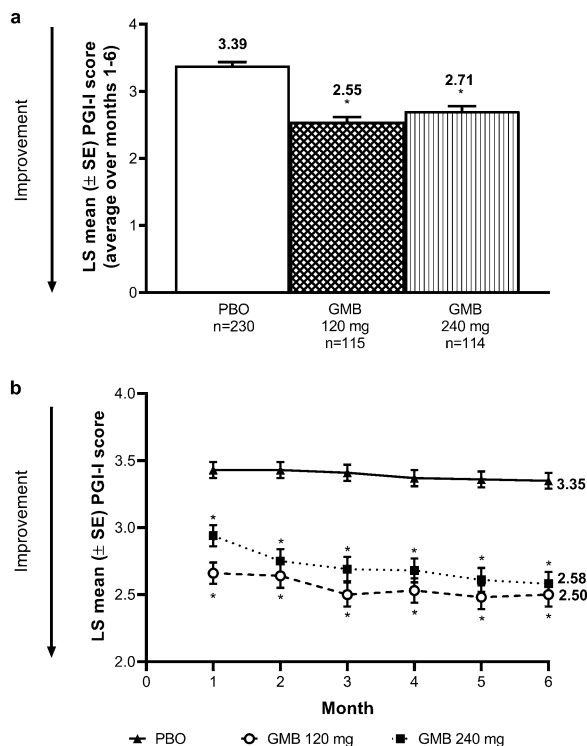 a
Improvement
LS mean (± SE) PGI-I score
(average over months 1-6)
4
3
2
1
0
3.39
2.55
*
2.71
*
PBO
n=230
GMB
120 mg
n=115
GMB
240 mg
n=114
b
Improvement
LS mean (± SE) PGI-I score
4.0
3.5
3.0
2.5
2.0
3.35
* * * * * *
2.58
2.50
* * * * * *
0 1 2 3 4 5 6
Month
PBO GMB 120 mg GMB 240 mg